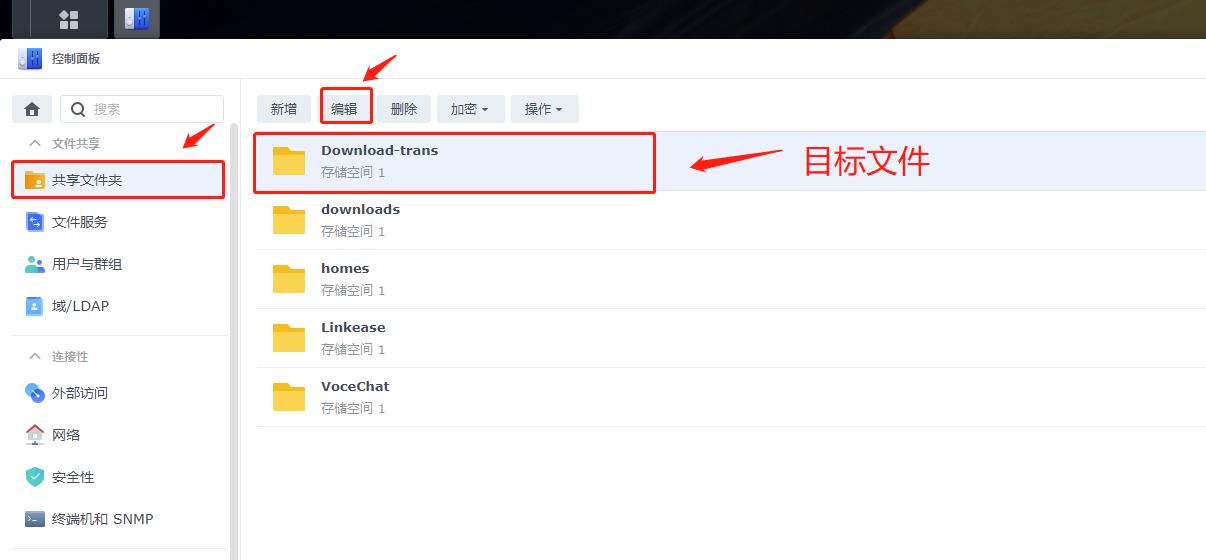 控制面板
搜索
文件共享
共享文件夹
文件服务
用户与群组
域/LDAP
连接性
外部访问
网络
安全性
终端机和 SNMP
新增
编辑
删除
加密
操作
Download-trans
存储空间 1
目标文件
downloads
存储空间 1
homes
存储空间 1
Linkease
存储空间 1
VoceChat
存储空间 1